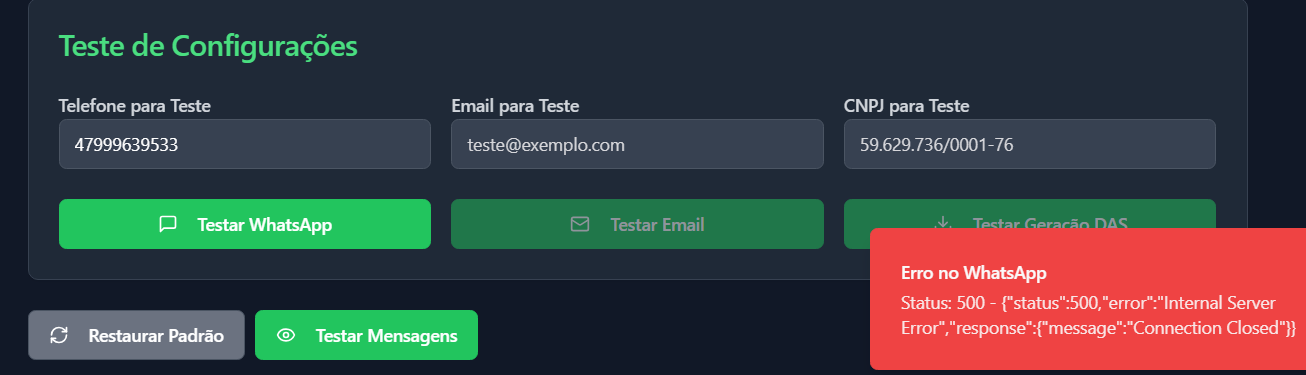 Teste de Configurações
Telefone para Teste
Email para Teste
CNPJ para Teste
47999639533
teste@exemplo.com
59.629.736/0001-76
Testar WhatsApp
Testar Email
Testar Geração DAS
Erro no WhatsApp
Status: 500 - {"status":500,"error":"Internal Server
Error","response":{"message":"Connection Closed"}}
Restaurar Padrão
Testar Mensagens